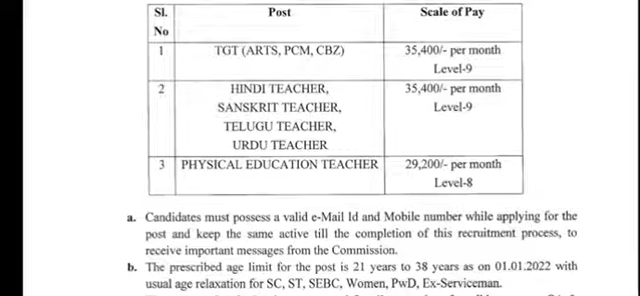 Sl. No Post Scale of Pay
1 TGT (ARTS, PCM, CBZ) 35,400/- per month Level-9
2 HINDI TEACHER, SANSKRIT TEACHER, TELUGU TEACHER, URDU TEACHER 35,400/- per month Level-9
3 PHYSICAL EDUCATION TEACHER 29,200/- per month Level-8
a. Candidates must possess a valid e-Mail Id and Mobile number while applying for the
post and keep the same active till the completion of this recruitment process, to
receive important messages from the Commission.
b. The prescribed age limit for the post is 21 years to 38 years as on 01.01.2022 with
usual age relaxation for SC, ST, SEBC, Women, PwD, Ex-Serviceman.